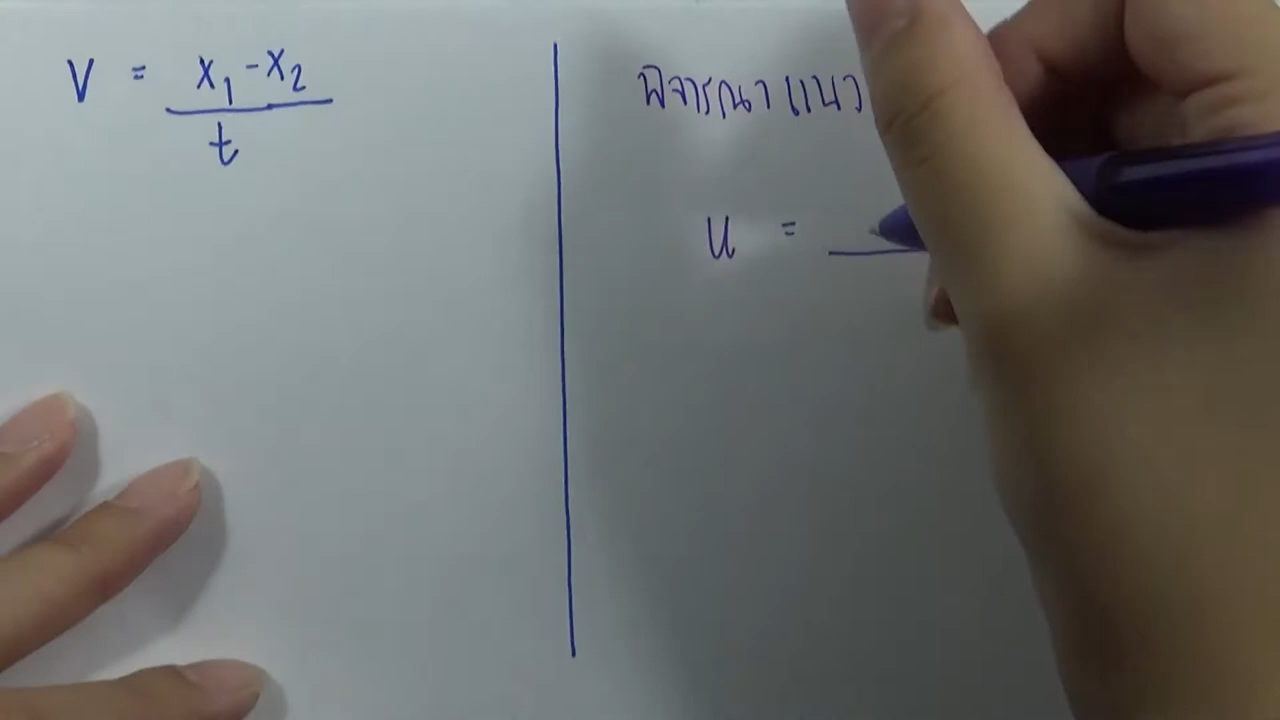 V = x₁ - x₂ / t
พิจารณา แนว
u =